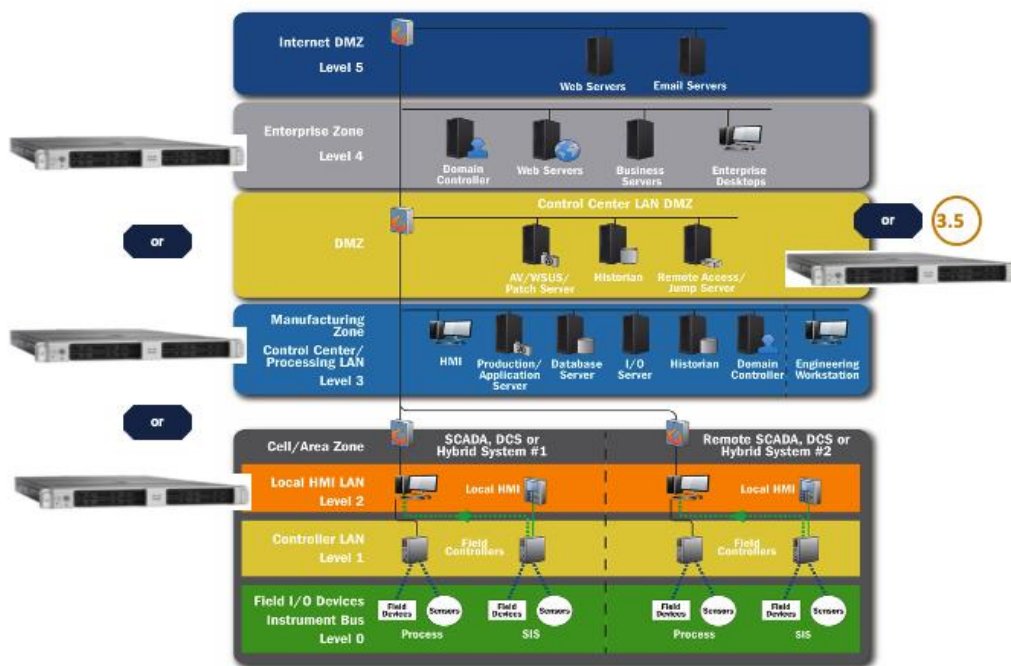 Internet DMZ
Level 5
Web Servers
Email Servers
Enterprise Zone
Level 4
Domain
Controller
Web Servers
Business
Servers
Enterprise
Desktops
or
Control Center LAN DMZ
DMZ
AV/WSUS/
Patch Server
Historian
Remote Access/
Jump Server
or
3.5
Manufacturing
Zone
Control Center/
Processing LAN
Level 3
HMI
Production/
Application
Server
Database
Server
I/O
Server
Historian
Domain
Controller
Engineering
Workstation
or
Cell/Area Zone
SCADA, DCS or
Hybrid System #1
Remote SCADA, DCS or
Hybrid System #2
Local HMI LAN
Level 2
Local HMI
Local HMI
Controller LAN
Level 1
Field
Controllers
Field
Controllers
Field I/O Devices
Instrument Bus
Level 0
Field
Devices
Sensors
Process
Field
Devices
Sensors
SIS
Field
Devices
Sensors
Process
Field
Devices
Sensors
SIS